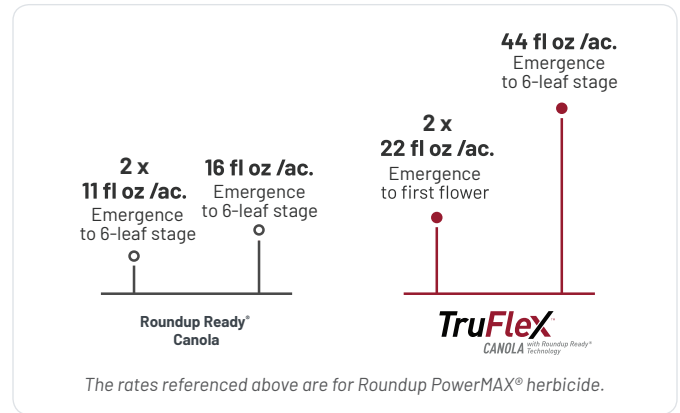 44 fl oz /ac.
Emergence
to 6-leaf stage
2 x
22 fl oz /ac.
Emergence
to first flower
2 x
11 fl oz /ac.
Emergence
to 6-leaf stage
16 fl oz /ac.
Emergence
to 6-leaf stage
Roundup Ready®
Canola
TruFlex™
CANOLA with Roundup Ready®
Technology
The rates referenced above are for Roundup PowerMAX® herbicide.